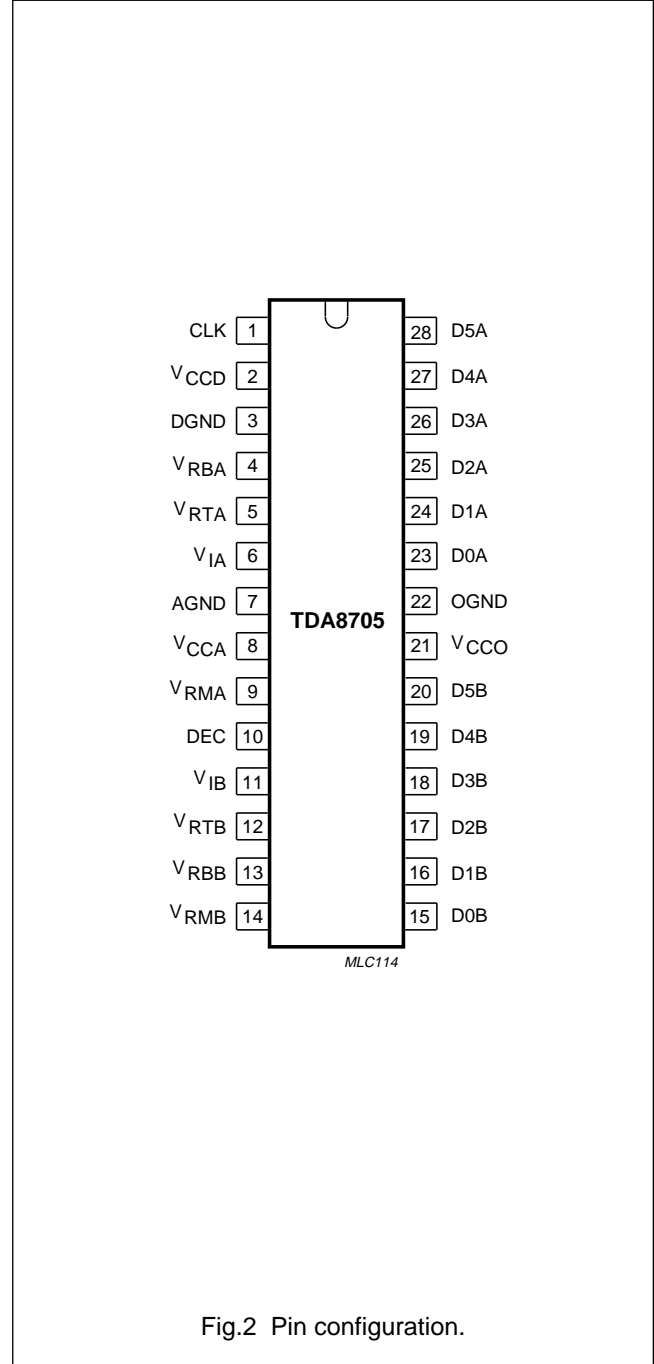 CLK 1 28 D5A
VCCD 2 27 D4A
DGND 3 26 D3A
VRBA 4 25 D2A
VRTA 5 24 D1A
VIA 6 23 D0A
AGND 7 22 OGND
TDA8705
VCCA 8 21 VCCO
VRMA 9 20 D5B
DEC 10 19 D4B
VIB 11 18 D3B
VRTB 12 17 D2B
VRBB 13 16 D1B
VRMB 14 15 D0B
MLC114
Fig.2 Pin configuration.